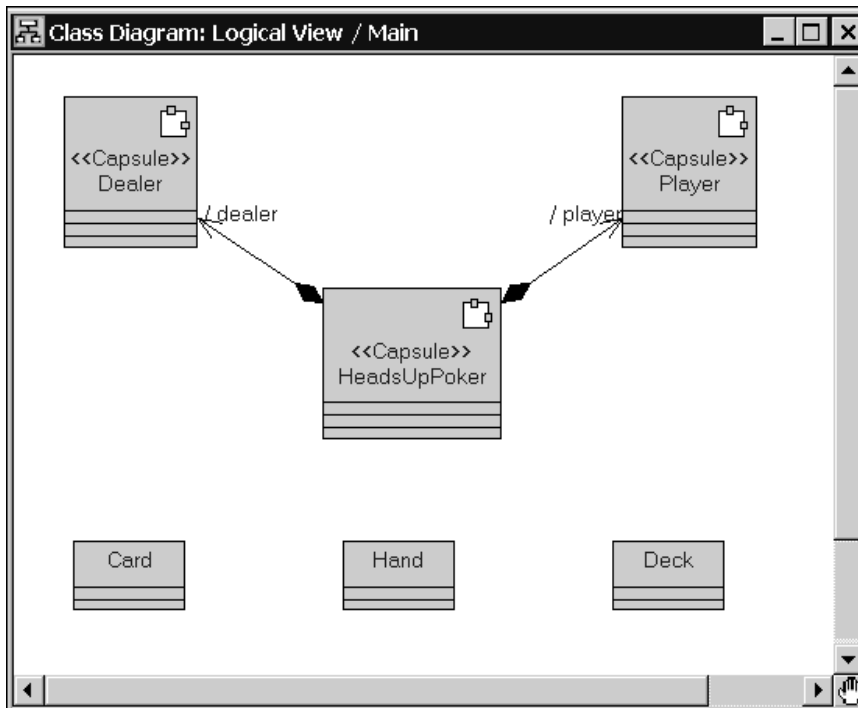 Class Diagram: Logical View / Main
<<Capsule>>
Dealer
<<Capsule>>
Player
/ dealer
/ player
<<Capsule>>
HeadsUpPoker
Card
Hand
Deck